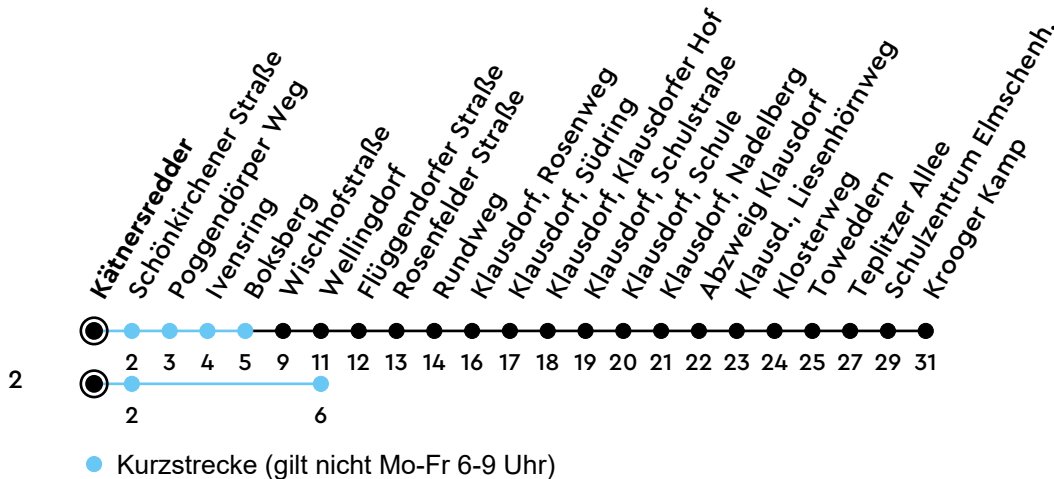 Kätnersredder
Schönkirchener Straße
Poggendörper Weg
Ivensring
Boksberg
Wischhofstraße
Wellingdorf
Flüggendorfer Straße
Rosenfelder Straße
Rundweg
Klausdorf, Rosenweg
Klausdorf, Südring
Klausdorf, Klausdorfer Hof
Klausdorf, Schulstraße
Klausdorf, Schule
Klausdorf, Nadelberg
Abzweig Klausdorf
Klausd., Liesenhörnweg
Klosterweg
Toweddern
Teplitzer Allee
Schulzentrum Elmschenh.
Krooger Kamp
2 3 4 5 9 11 12 13 14 16 17 18 19 20 21 22 23 24 25 27 29 31
2
2 6
Kurzstrecke (gilt nicht Mo-Fr 6-9 Uhr)